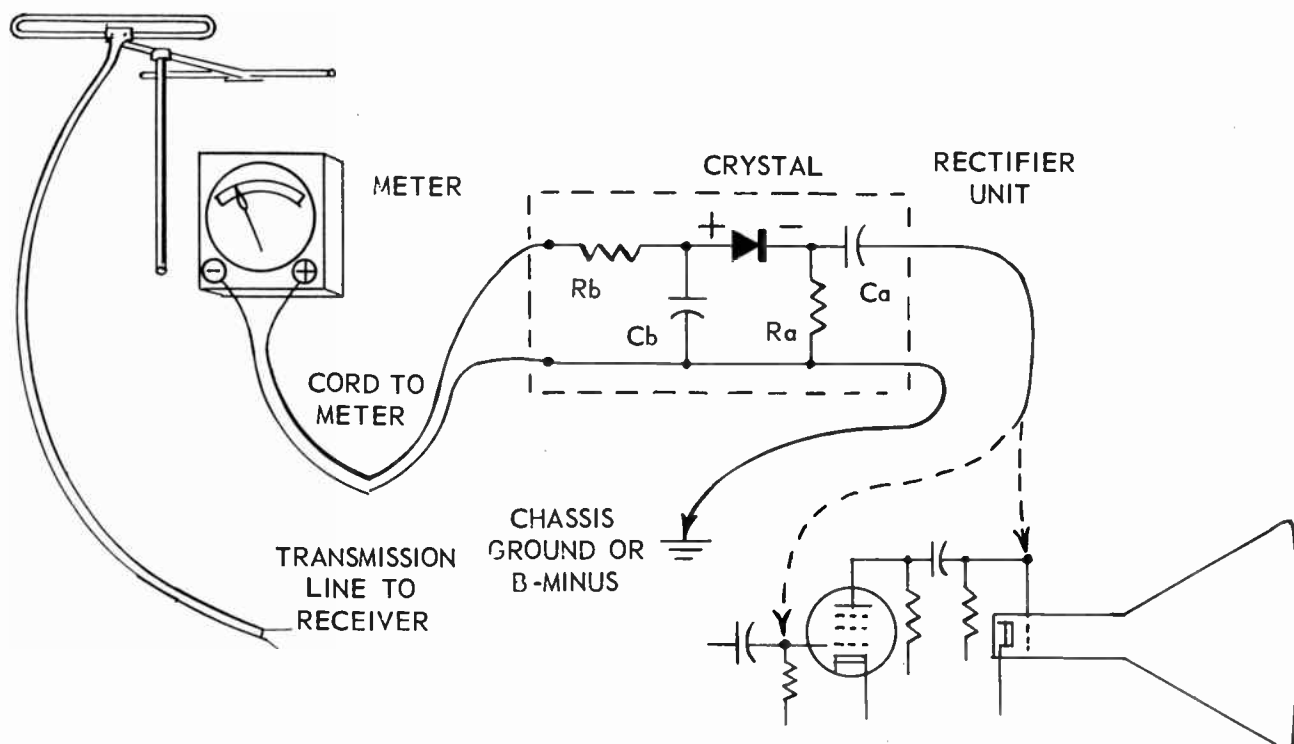 METER
CRYSTAL
RECTIFIER
UNIT
+
-
Rb
Cb
Ra
Ca
-
+
CORD TO
METER
CHASSIS
GROUND OR
B-MINUS
TRANSMISSION
LINE TO
RECEIVER